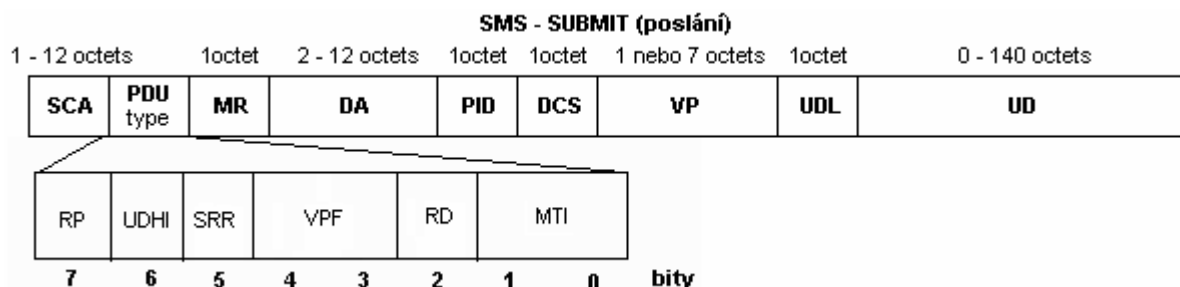 SMS - SUBMIT (poslání)
1 - 12 octets 1octet 2 - 12 octets 1octet 1octet 1 nebo 7 octets 1octet 0 - 140 octets
SCA PDU type MR DA PID DCS VP UDL UD
RP UDHI SRR VPF RD MTI
7 6 5 4 3 2 1 0 bity